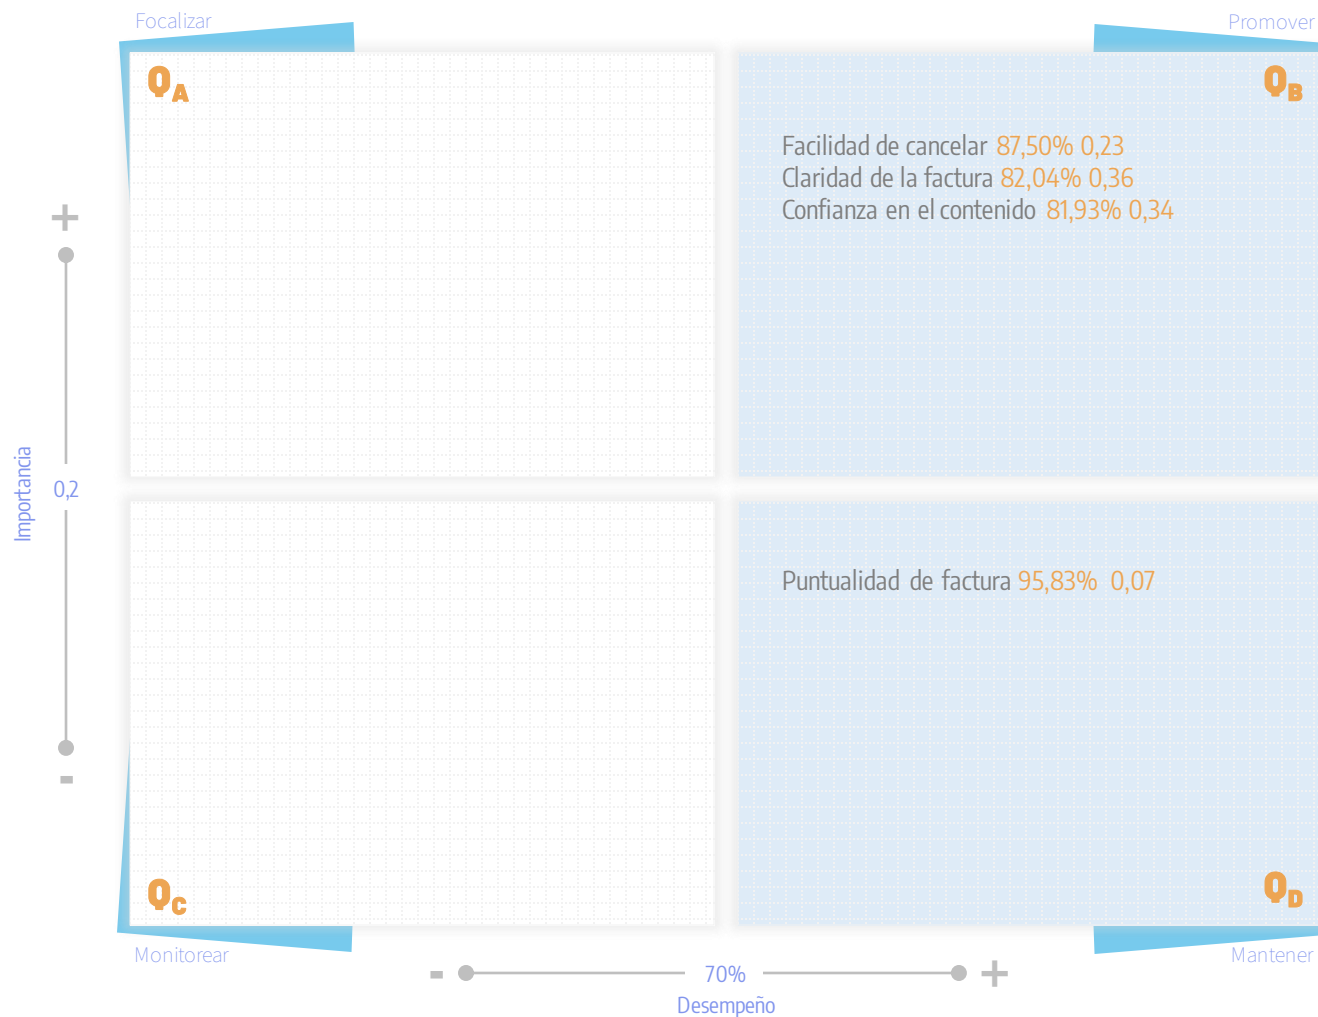 Focalizar
Promover
QA
QB
Facilidad de cancelar 87,50% 0,23
Claridad de la factura 82,04% 0,36
Confianza en el contenido 81,93% 0,34
+
Importancia
0,2
-
Puntualidad de factura 95,83% 0,07
QC
QD
Monitorear
Mantener
- 70% +
Desempeño